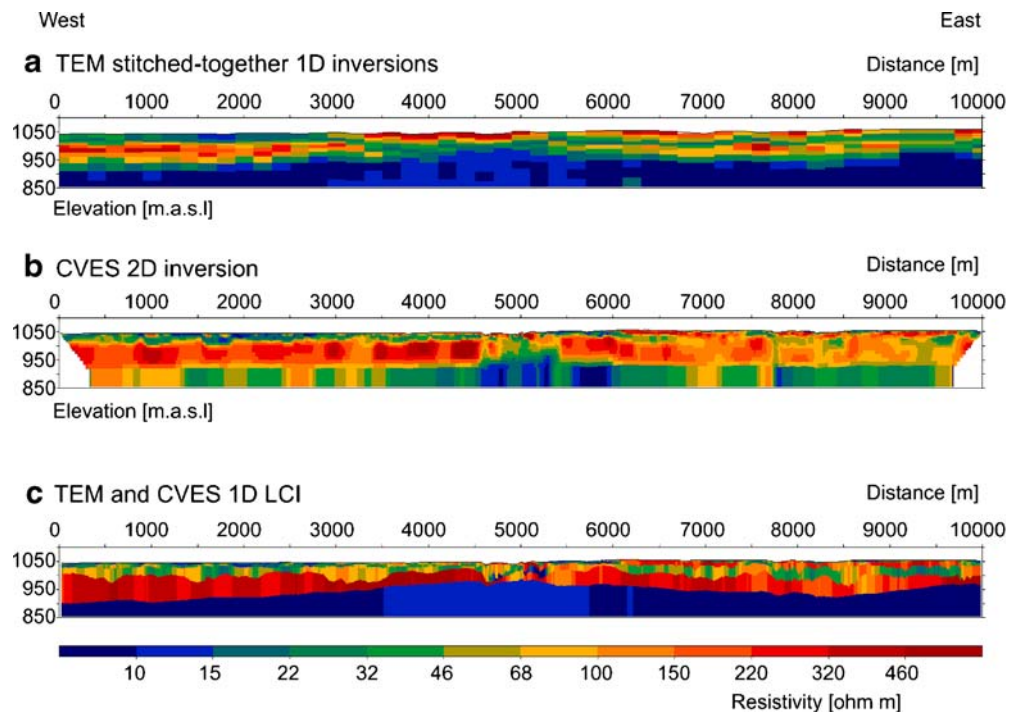 West East
a TEM stitched-together 1D inversions Distance [m]
0 1000 2000 3000 4000 5000 6000 7000 8000 9000 10000
1050
950
850
Elevation [m.a.s.l]
b CVES 2D inversion Distance [m]
0 1000 2000 3000 4000 5000 6000 7000 8000 9000 10000
1050
950
850
Elevation [m.a.s.l]
c TEM and CVES 1D LCI Distance [m]
0 1000 2000 3000 4000 5000 6000 7000 8000 9000 10000
1050
950
850
10 15 22 32 46 68 100 150 220 320 460
Resistivity [ohm m]